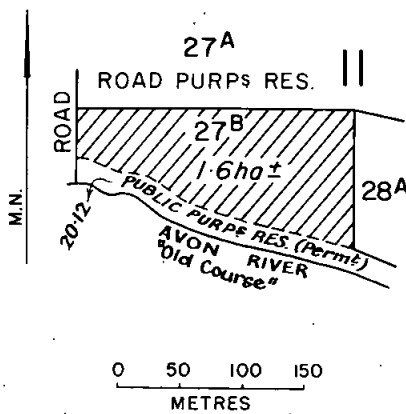 27A
ROAD PURPs RES.
11
ROAD
27B
1·6ha±
28A
M.N.
20·12
PUBLIC PURPs RES. (Permt)
AVON RIVER
"Old Course"
0 50 100 150
METRES